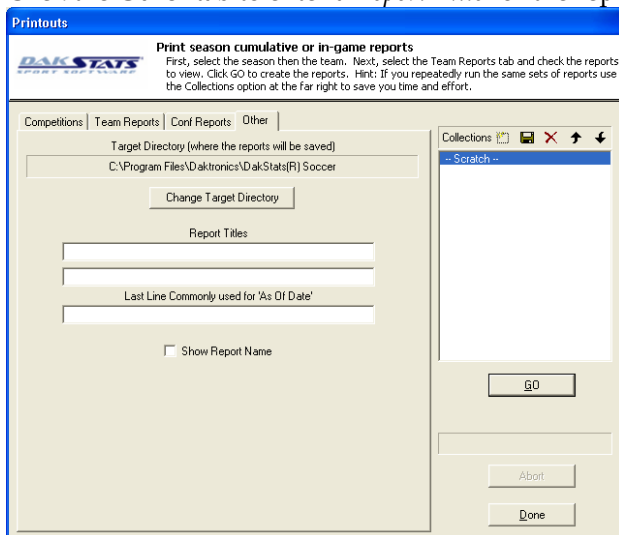 Printouts
DAK STATS
SPORT SOFTWARE
Print season cumulative or in-game reports
First, select the season then the team. Next, select the Team Reports tab and check the reports
to view. Click GO to create the reports. Hint: If you repeatedly run the same sets of reports use
the Collections option at the far right to save you time and effort.
Competitions Team Reports Conf Reports Other
Collections
-- Scratch --
Target Directory (where the reports will be saved)
C:\Program Files\Daktronics\DakStats(R) Soccer
Change Target Directory
Report Titles
Last Line Commonly used for 'As Of Date'
Show Report Name
GO
Abort
Done